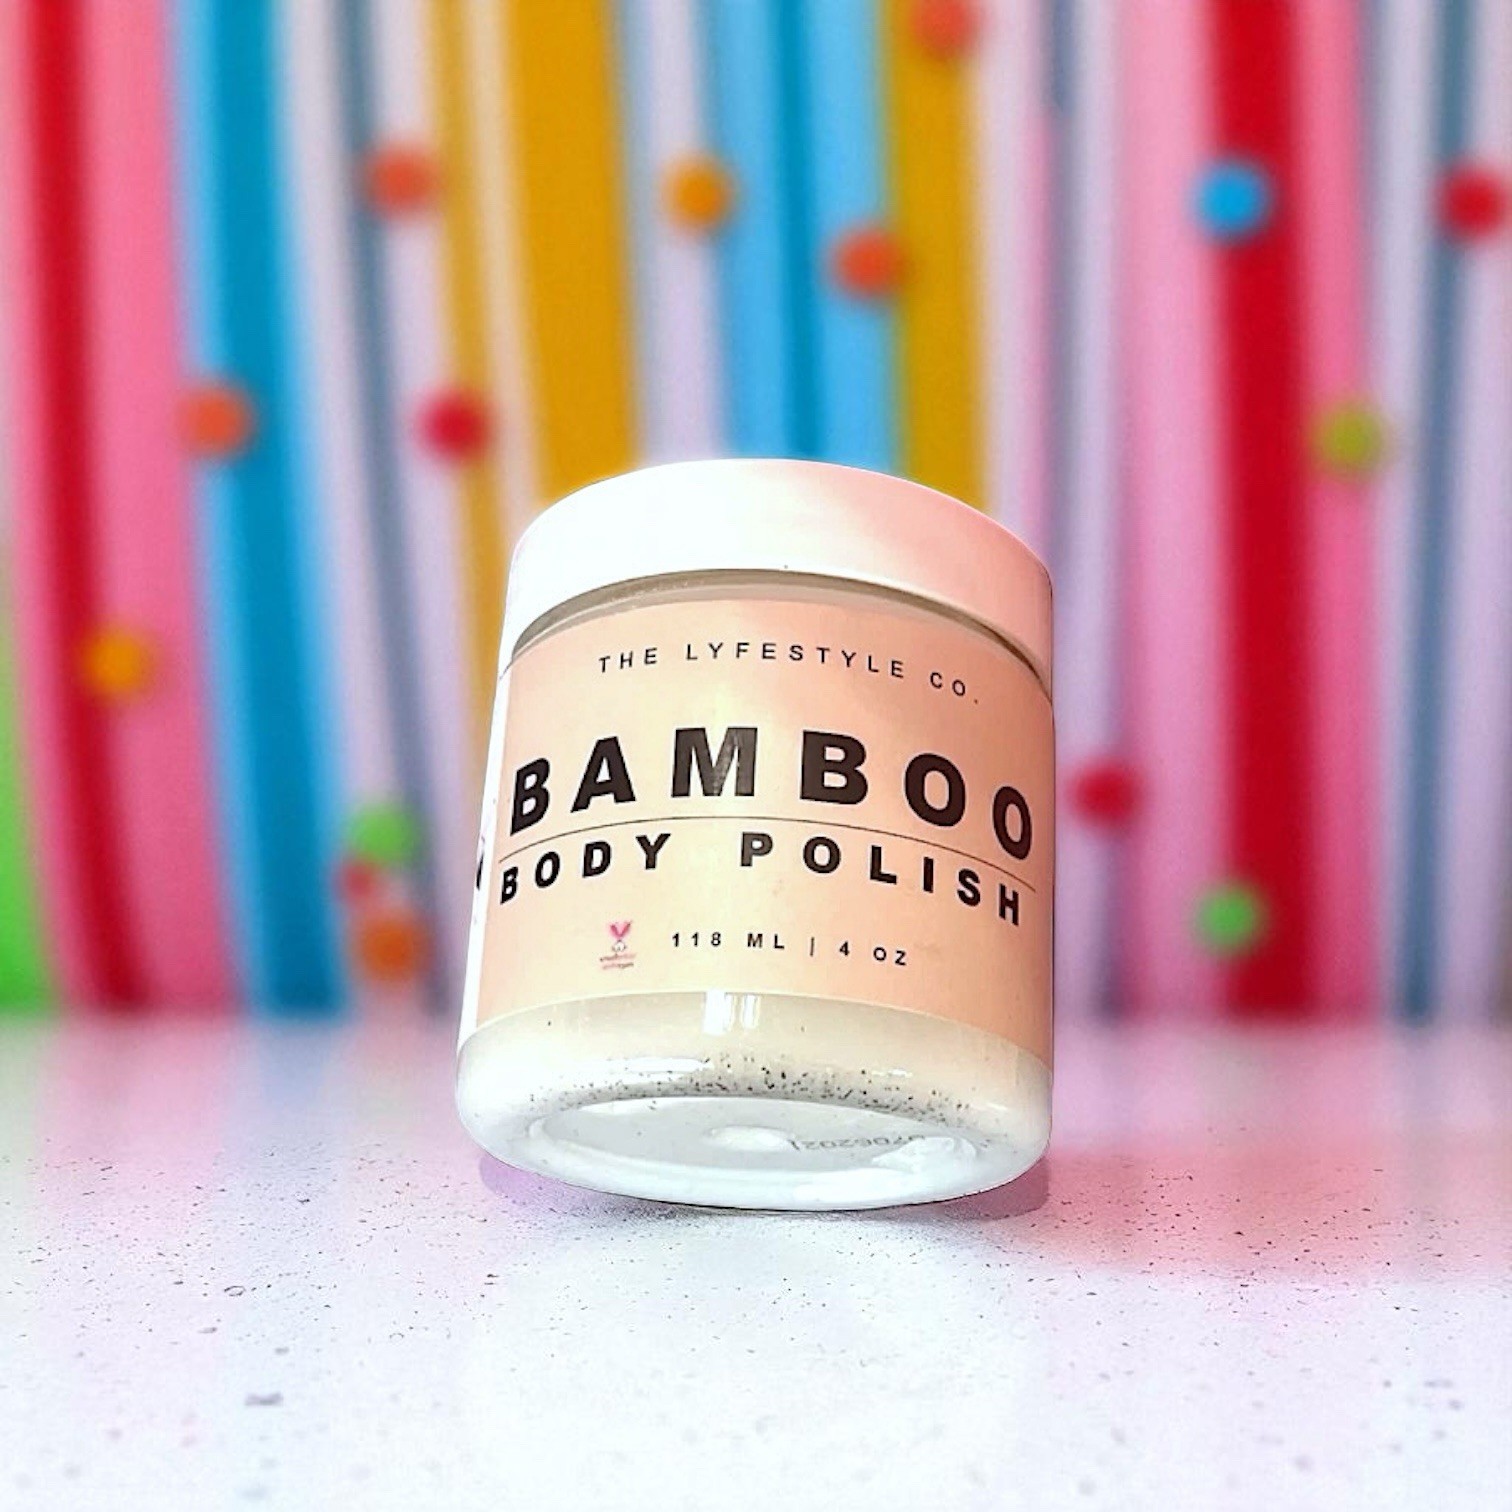 THE LYFESTYLE CO.
BAMBOO
BODY POLISH
118 ML | 4 OZ